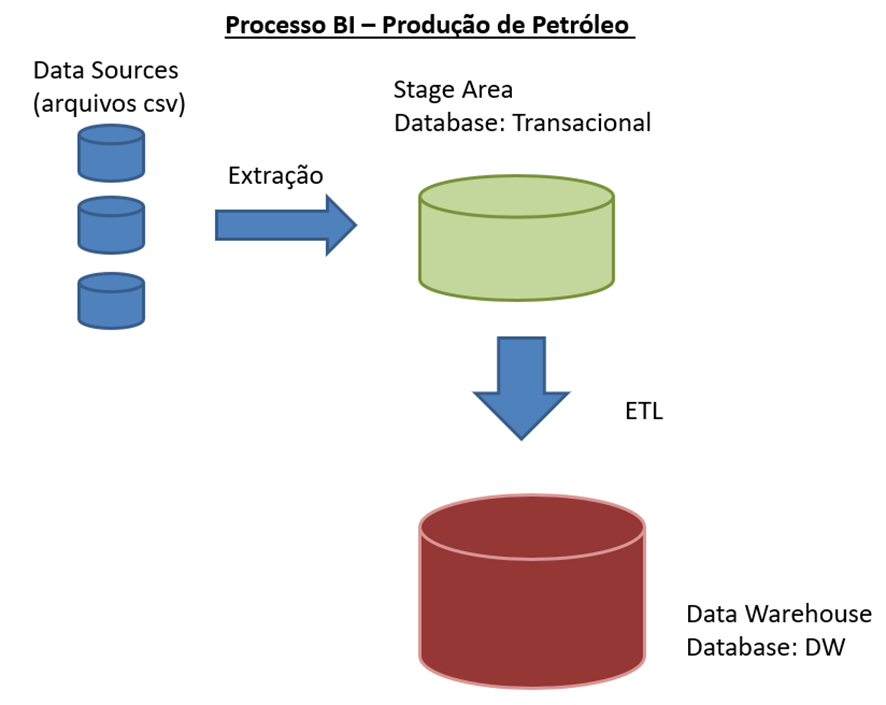 Processo BI – Produção de Petróleo
Data Sources
(arquivos csv)
Stage Area
Database: Transacional
Extração
ETL
Data Warehouse
Database: DW